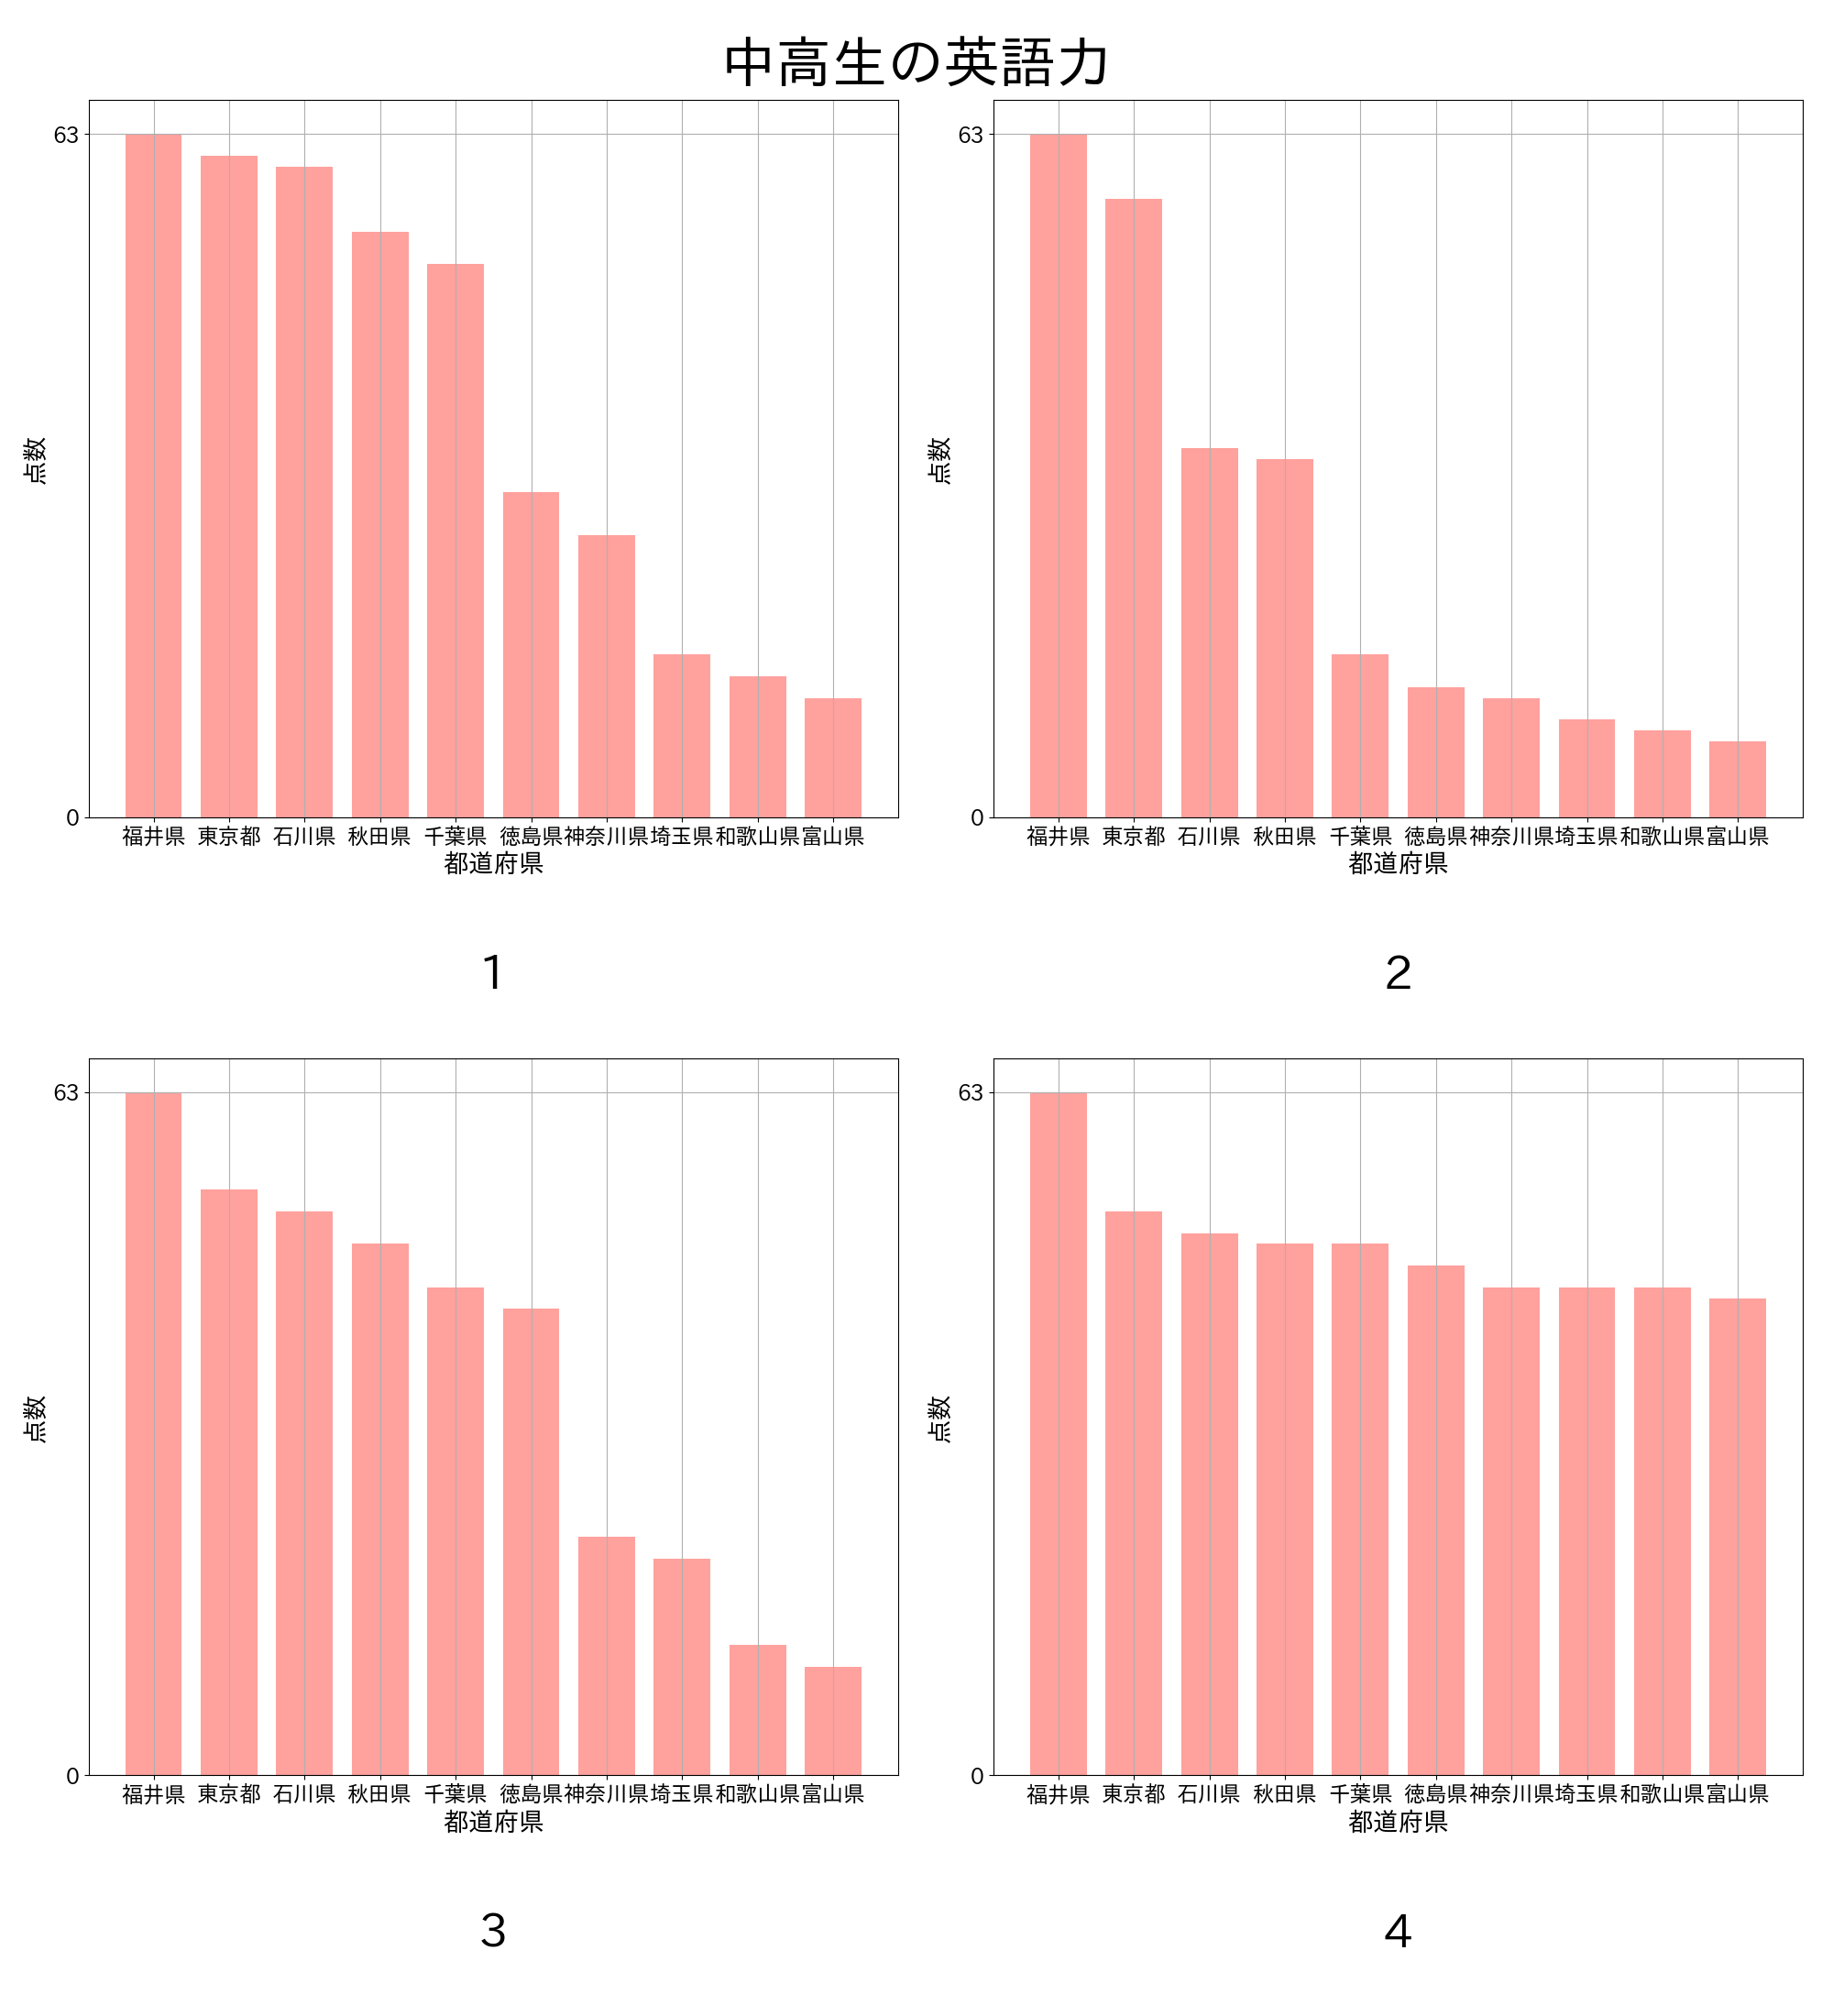 中高生の英語力
63
0
点数
福井県 東京都 石川県 秋田県 千葉県 徳島県 神奈川県 埼玉県 和歌山県 富山県
都道府県
1
63
0
点数
福井県 東京都 石川県 秋田県 千葉県 徳島県 神奈川県 埼玉県 和歌山県 富山県
都道府県
2
63
0
点数
福井県 東京都 石川県 秋田県 千葉県 徳島県 神奈川県 埼玉県 和歌山県 富山県
都道府県
3
63
0
点数
福井県 東京都 石川県 秋田県 千葉県 徳島県 神奈川県 埼玉県 和歌山県 富山県
都道府県
4